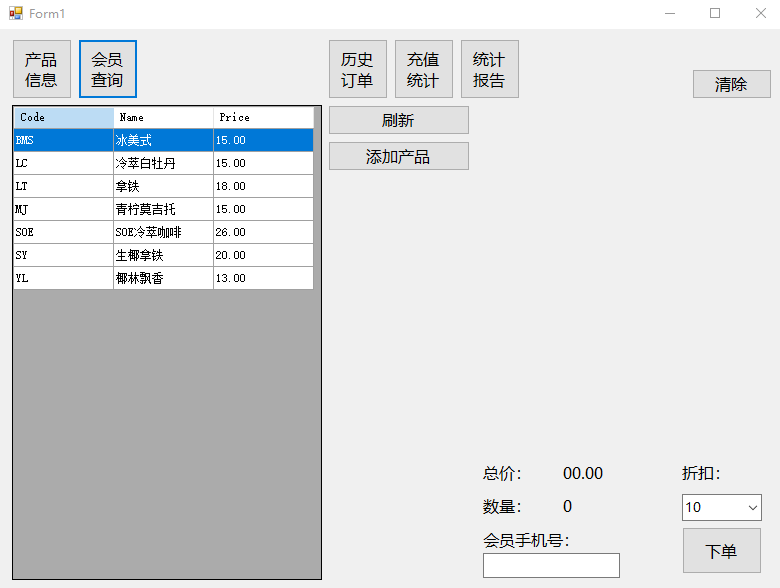 Form1
产品信息
会员查询
历史订单
充值统计
统计报告
清除
Code Name Price
BMS 冰美式 15.00
LC 冷萃白牡丹 15.00
LT 拿铁 18.00
MJ 青柠莫吉托 15.00
SOE SOE冷萃咖啡 26.00
SY 生椰拿铁 20.00
YL 椰林飘香 13.00
刷新
添加产品
总价： 00.00 折扣：
数量： 0 10
会员手机号：
下单